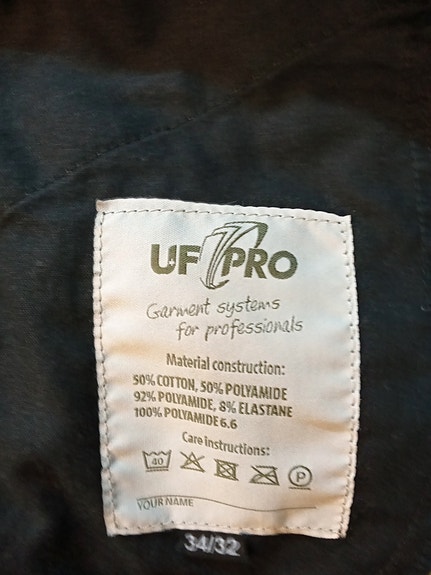 UF PRO
Garment systems
for professionals
Material construction:
50% COTTON, 50% POLYAMIDE
92% POLYAMIDE, 8% ELASTANE
100% POLYAMIDE 6.6
Care instructions:
40 P
YOUR NAME
34/32